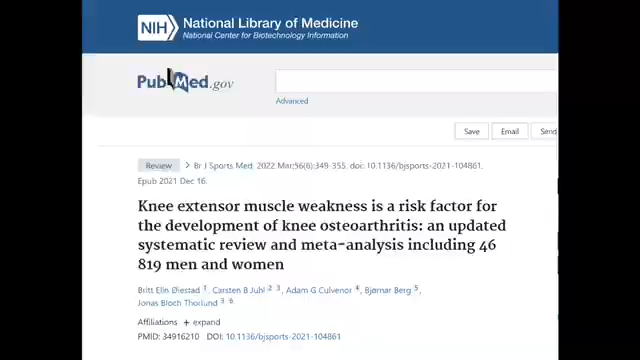 NIH
National Library of Medicine
National Center for Biotechnology Information
PubMed.gov
Advanced
Save Email Send
Review > Br J Sports Med. 2022 Mar;56(6):349-355. doi: 10.1136/bjsports-2021-104861.
Epub 2021 Dec 16.
Knee extensor muscle weakness is a risk factor for
the development of knee osteoarthritis: an updated
systematic review and meta-analysis including 46
819 men and women
Britt Elin Øiestad 1, Carsten B Juhl 2 3, Adam G Culvenor 4, Bjørnar Berg 5,
Jonas Bloch Thorlund 3 6
Affiliations + expand
PMID: 34916210 DOI: 10.1136/bjsports-2021-104861